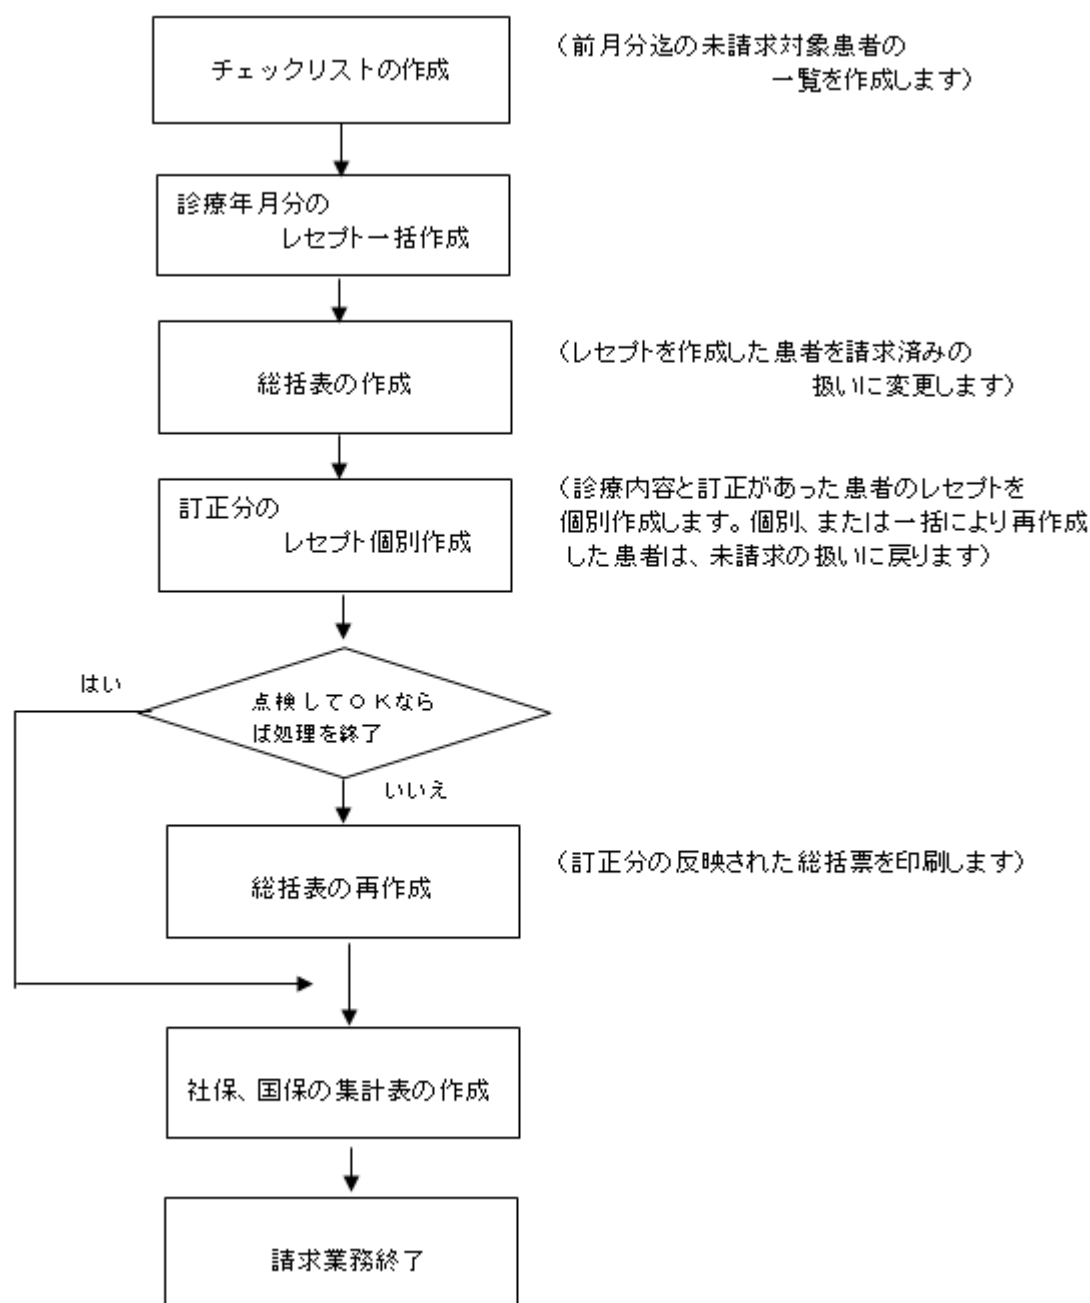 チェックリストの作成
（前月分迄の未請求対象患者の
一覧を作成します）
診療年月分の
レセプト一括作成
総括表の作成
（レセプトを作成した患者を請求済みの
扱いに変更します）
訂正分の
レセプト個別作成
（診療内容と訂正があった患者のレセプトを
個別作成します。個別、または一括により再作成
した患者は、未請求の扱いに戻ります）
はい
点検してＯＫなら
ば処理を終了
いいえ
総括表の再作成
（訂正分の反映された総括票を印刷します）
社保、国保の集計表の作成
請求業務終了